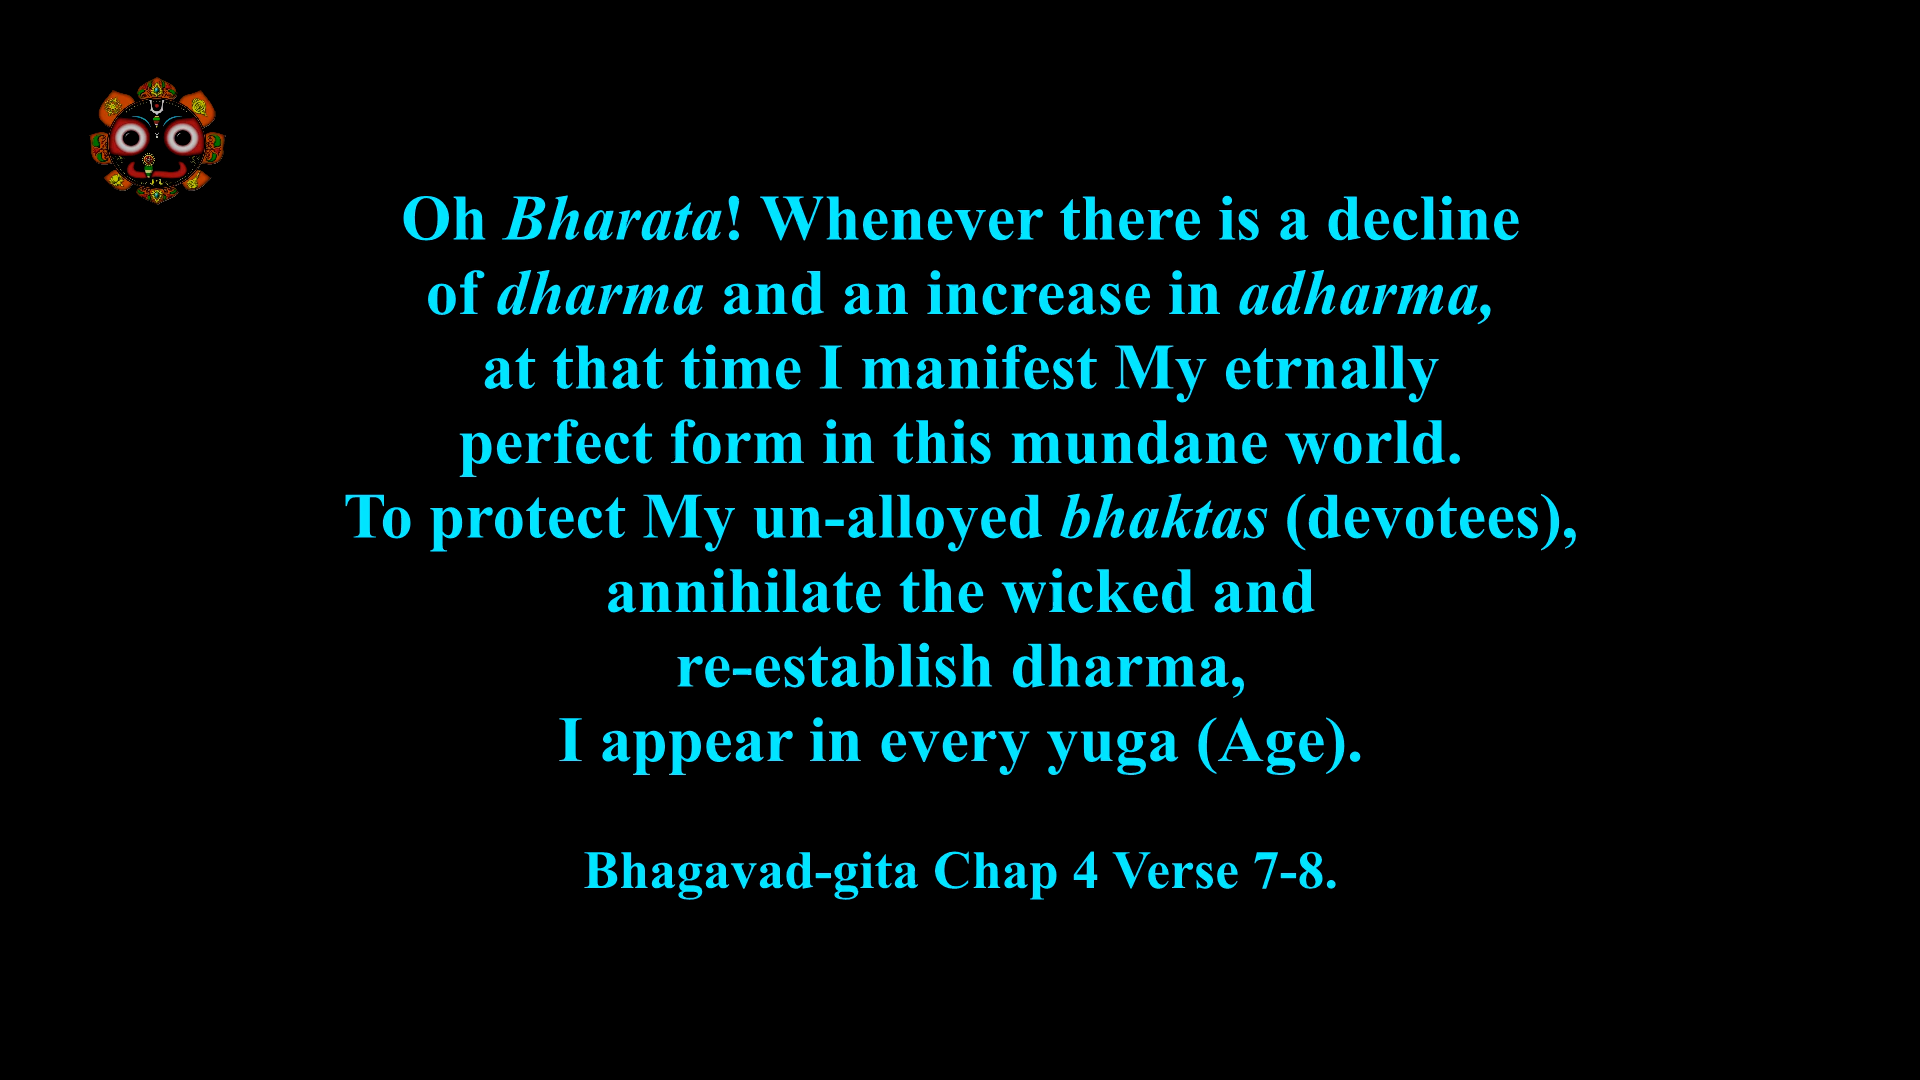 Oh Bharata! Whenever there is a decline
of dharma and an increase in adharma,
at that time I manifest My etrnally
perfect form in this mundane world.
To protect My un-alloyed bhaktas (devotees),
annihilate the wicked and
re-establish dharma,
I appear in every yuga (Age).
Bhagavad-gita Chap 4 Verse 7-8.